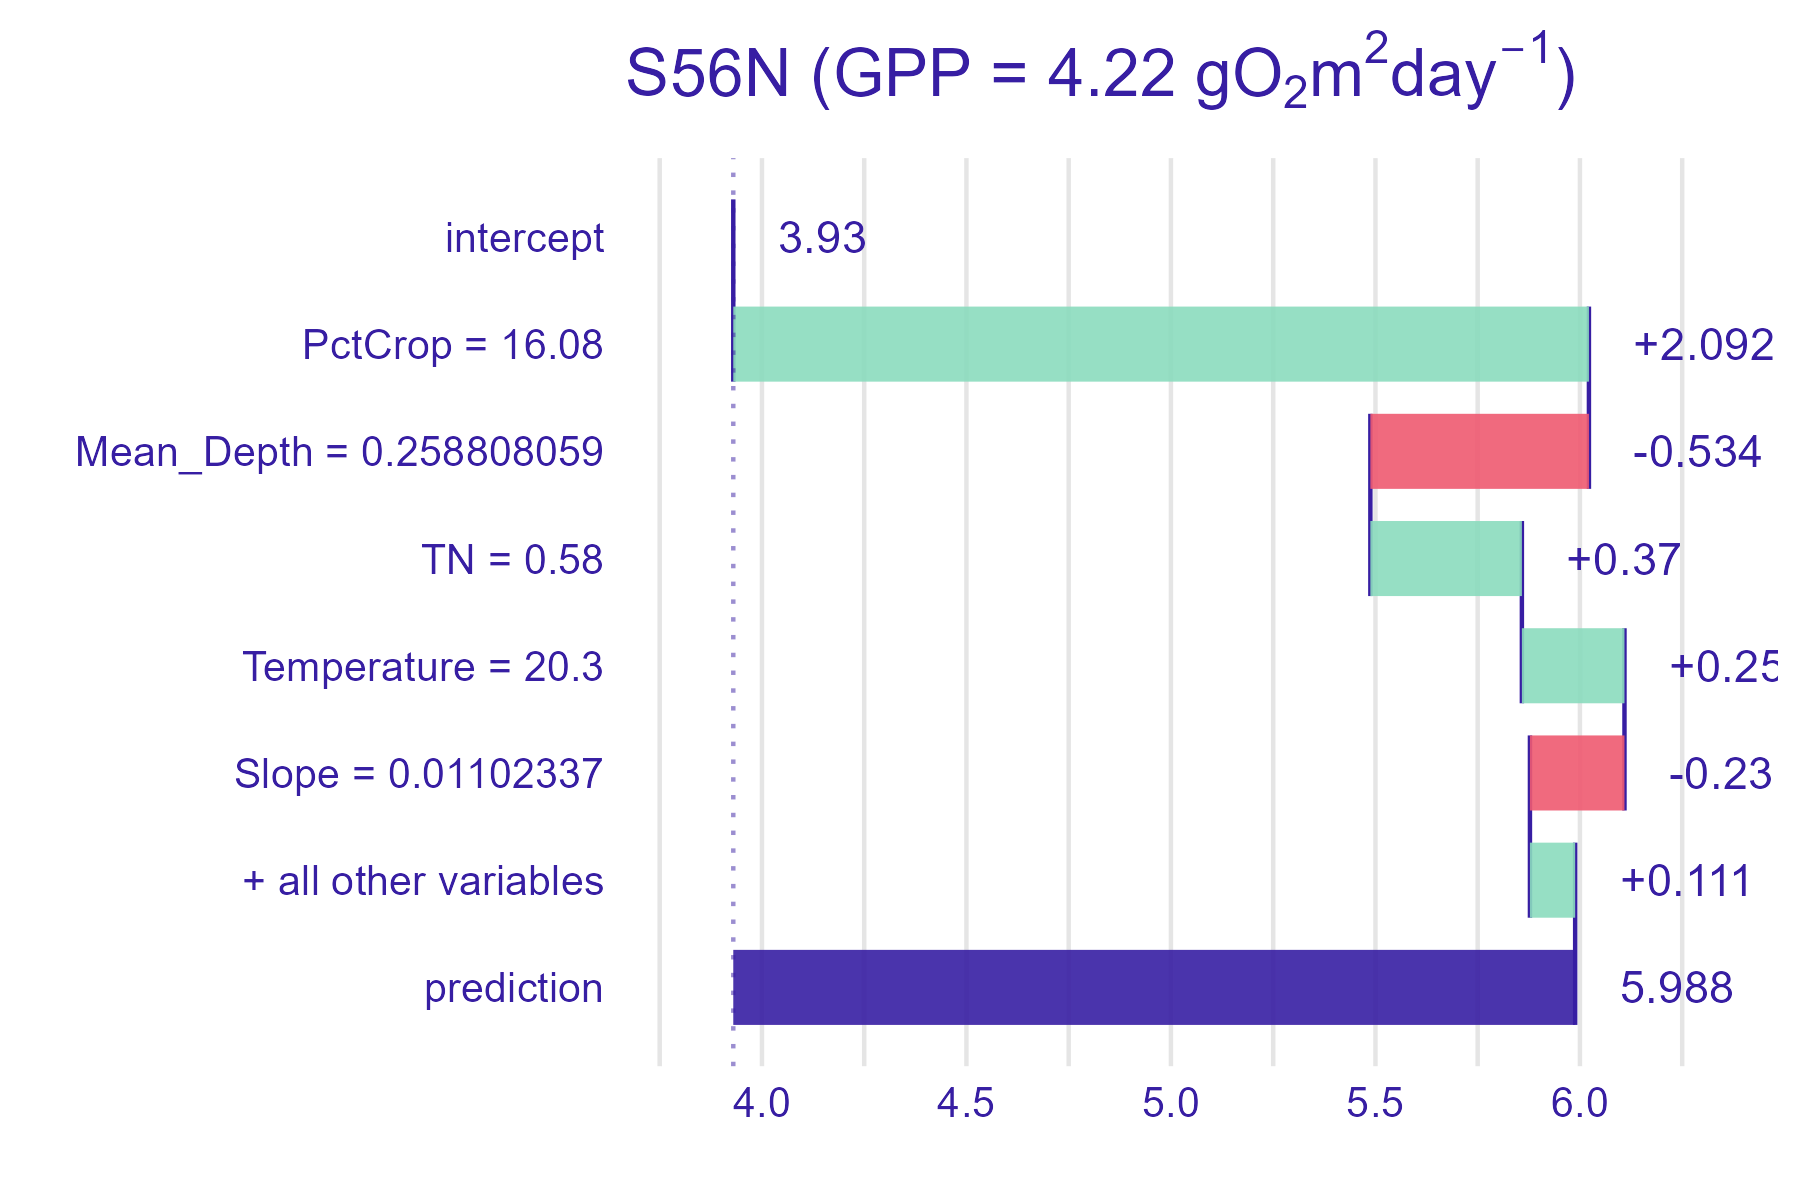 S56N (GPP = 4.22 gO₂m²day⁻¹)
intercept
3.93
PctCrop = 16.08
+2.092
Mean_Depth = 0.258808059
-0.534
TN = 0.58
+0.37
Temperature = 20.3
+0.25
Slope = 0.01102337
-0.23
+ all other variables
+0.111
prediction
5.988
4.0 4.5 5.0 5.5 6.0